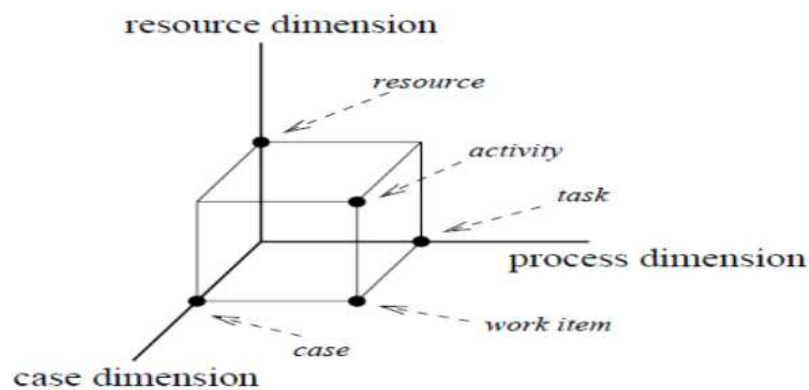 resource dimension
resource
activity
task
process dimension
work item
case
case dimension